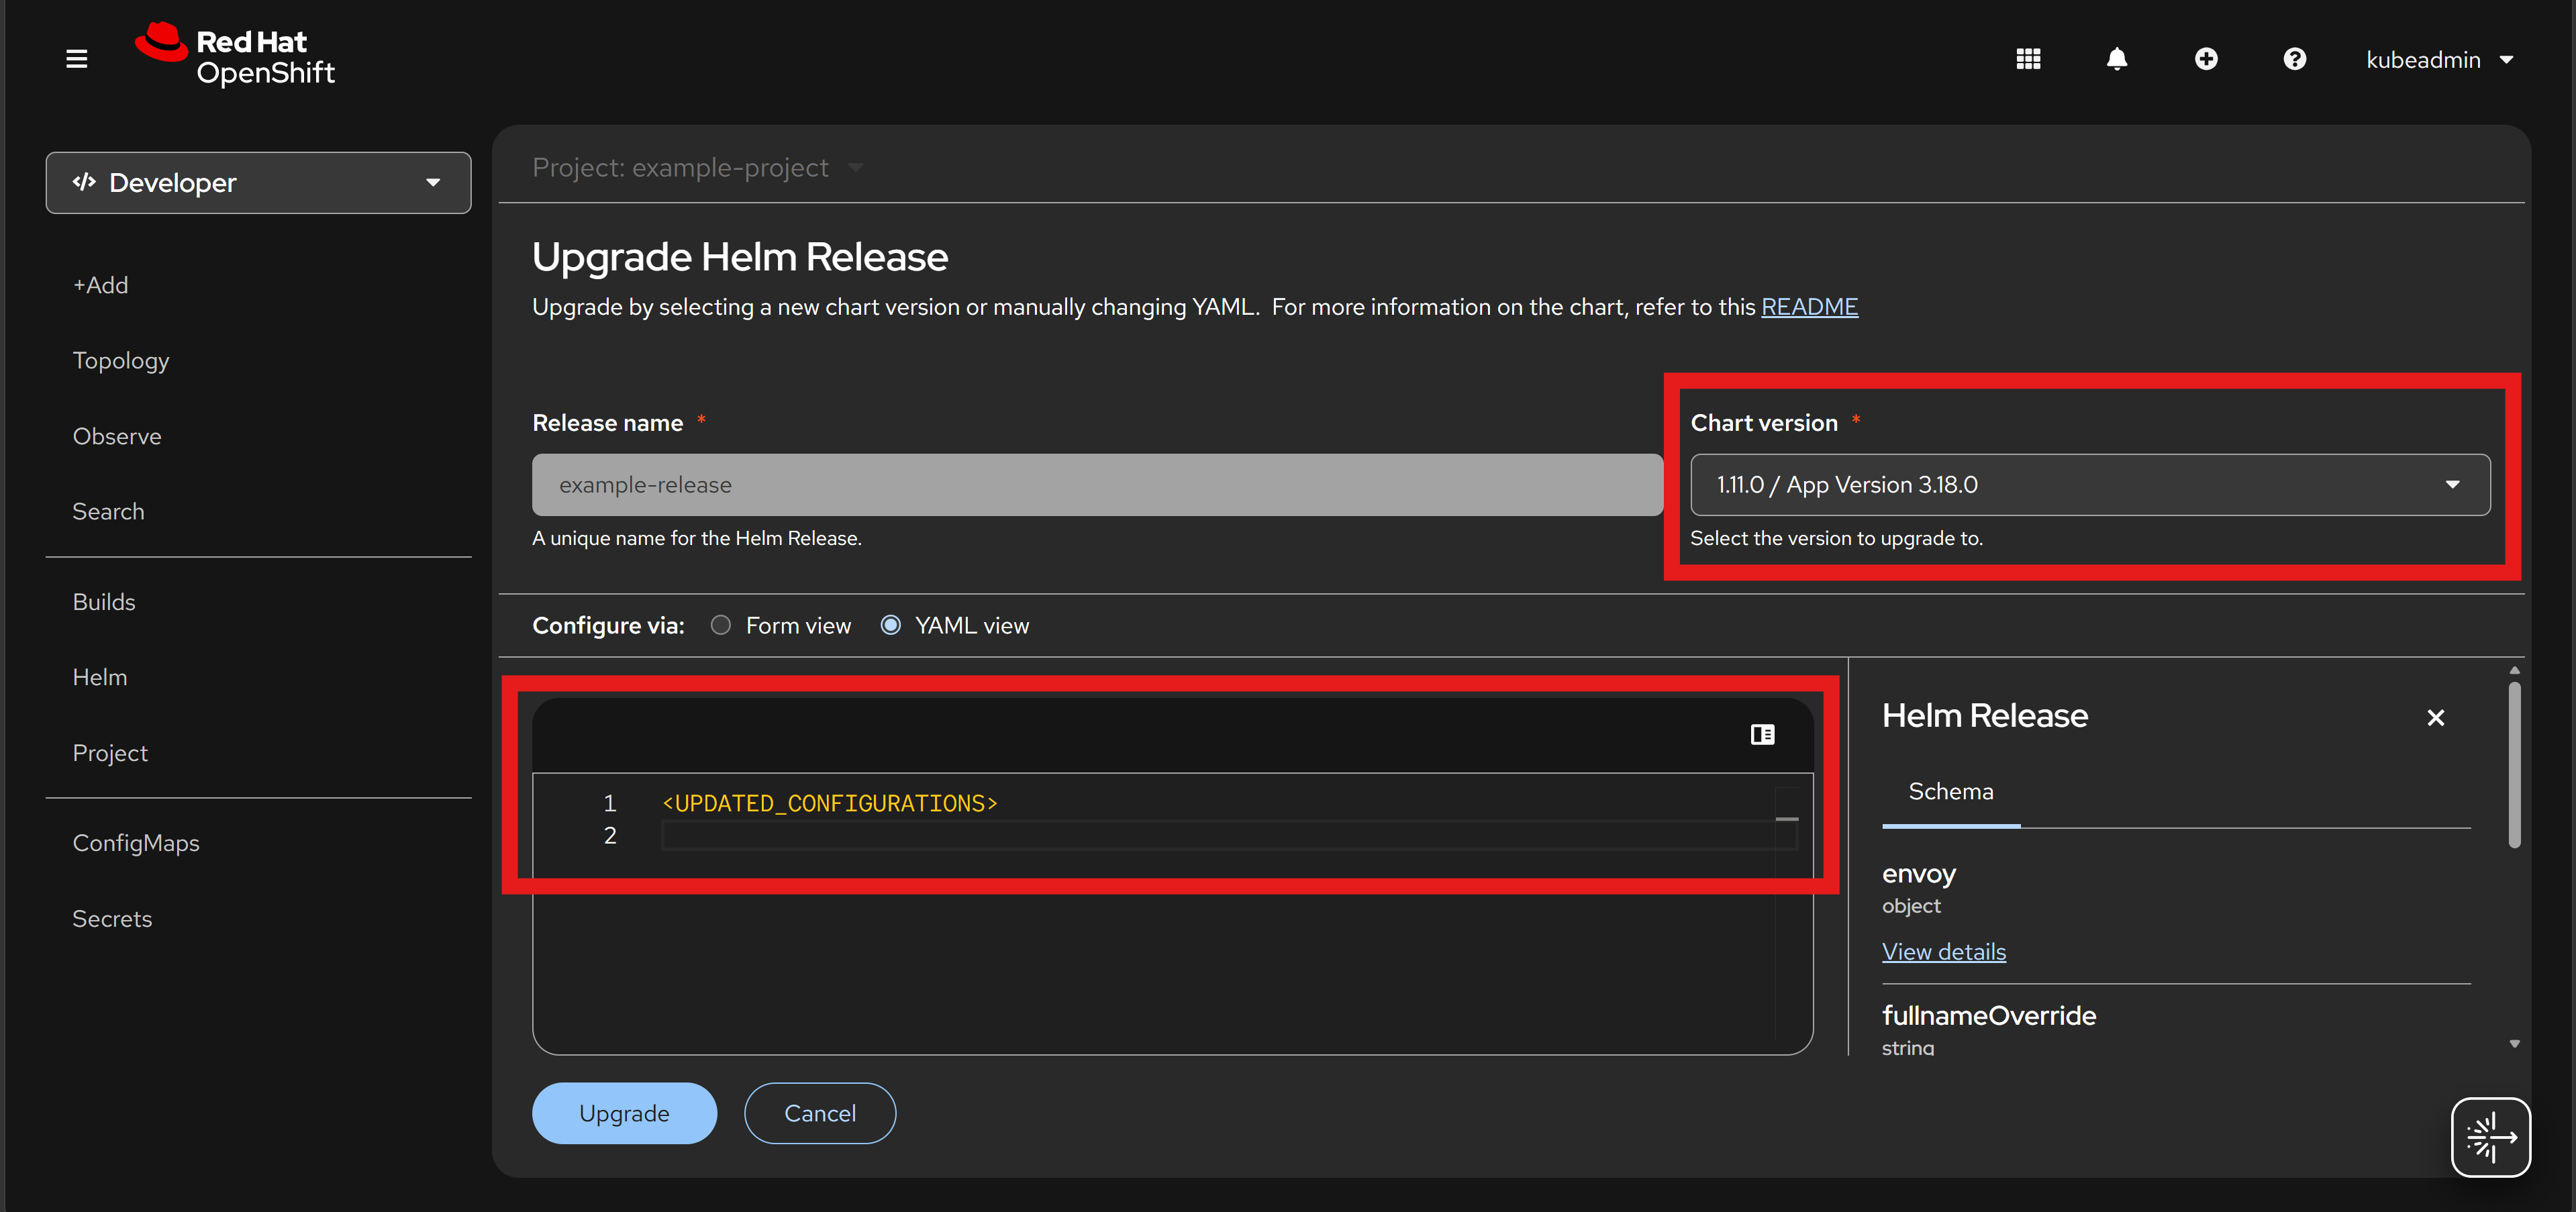 Red Hat
OpenShift
kubeadmin
Developer
+Add
Topology
Observe
Search
Builds
Helm
Project
ConfigMaps
Secrets
Project: example-project
Upgrade Helm Release
Upgrade by selecting a new chart version or manually changing YAML. For more information on the chart, refer to this README
Release name *
example-release
A unique name for the Helm Release.
Chart version *
1.11.0 / App Version 3.18.0
Select the version to upgrade to.
Configure via: Form view YAML view
1 <UPDATED_CONFIGURATIONS>
2
Helm Release
Schema
envoy
object
View details
fullnameOverride
string
Upgrade
Cancel